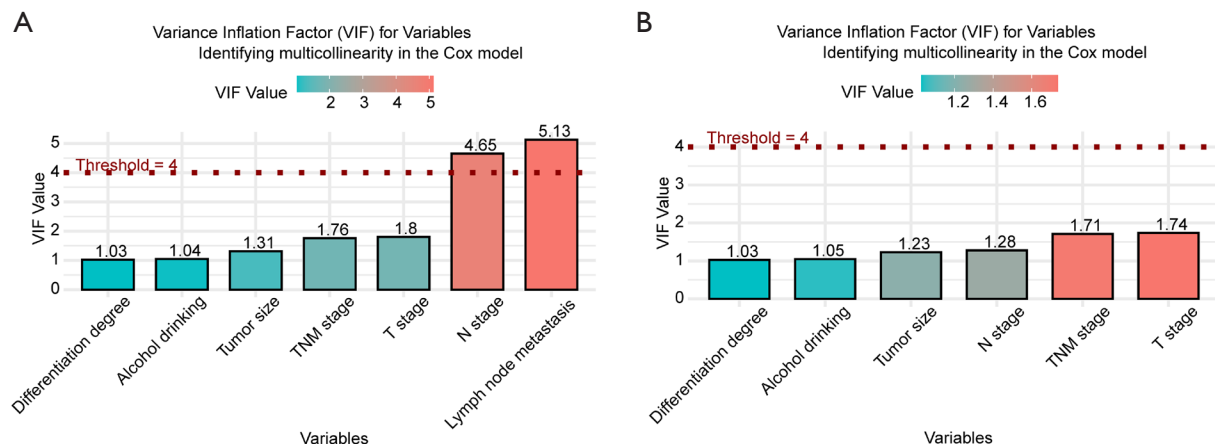 A
Variance Inflation Factor (VIF) for Variables
Identifying multicollinearity in the Cox model
VIF Value
2 3 4 5
VIF Value
5
4
3
2
1
0
Threshold = 4
1.03
1.04
1.31
1.76
1.8
4.65
5.13
Differentiation degree
Alcohol drinking
Tumor size
TNM stage
T stage
N stage
Lymph node metastasis
Variables
B
Variance Inflation Factor (VIF) for Variables
Identifying multicollinearity in the Cox model
VIF Value
1.2 1.4 1.6
VIF Value
4
3
2
1
0
Threshold = 4
1.03
1.05
1.23
1.28
1.71
1.74
Differentiation degree
Alcohol drinking
Tumor size
N stage
TNM stage
T stage
Variables